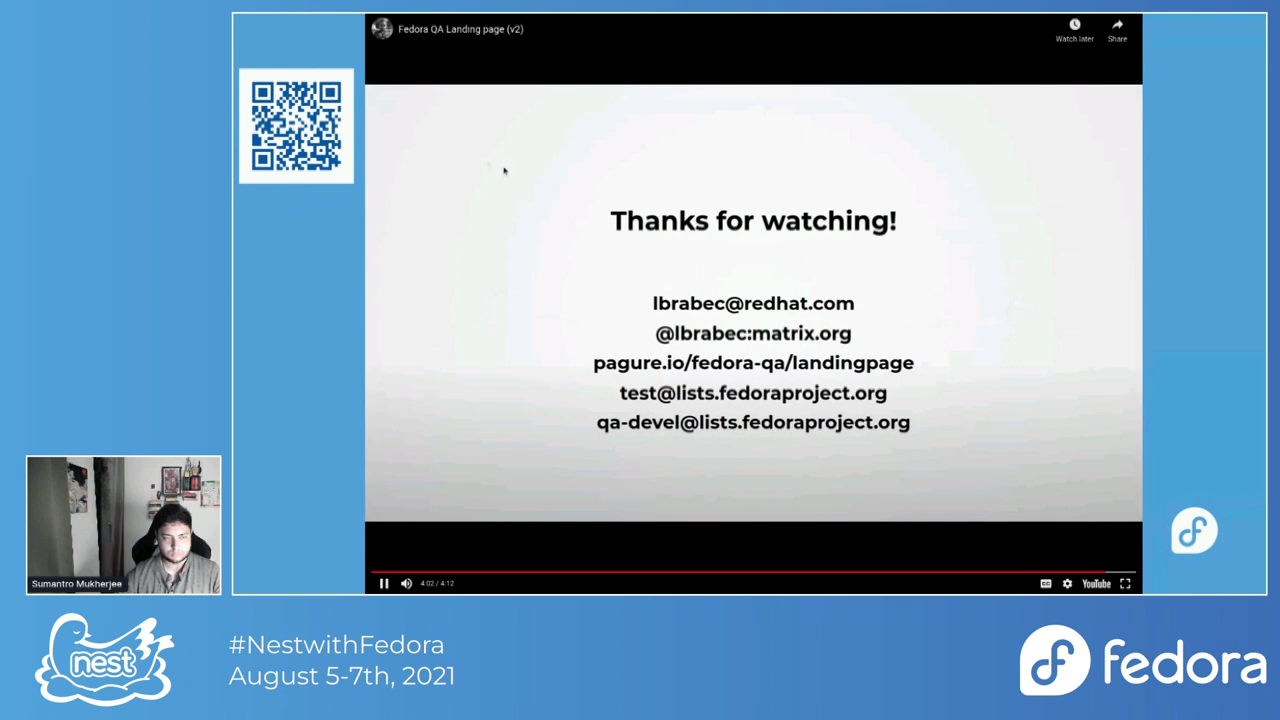 Fedora QA Landing page (v2)
Watch later
Share
Thanks for watching!
lbrabec@redhat.com
@lbrabec:matrix.org
pagure.io/fedora-qa/landingpage
test@lists.fedoraproject.org
qa-devel@lists.fedoraproject.org
Sumantro Mukherjee
4:02 / 4:12
CC
YouTube
nest
#NestwithFedora
August 5-7th, 2021
fedora